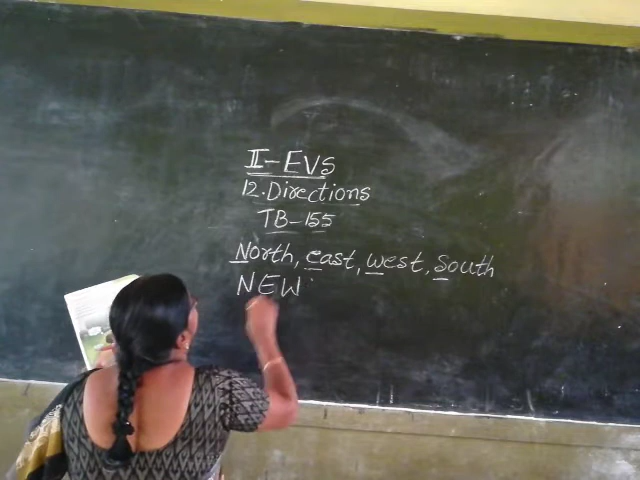 II-EVS
12. Directions
TB-155
North, east, west, south
NEW